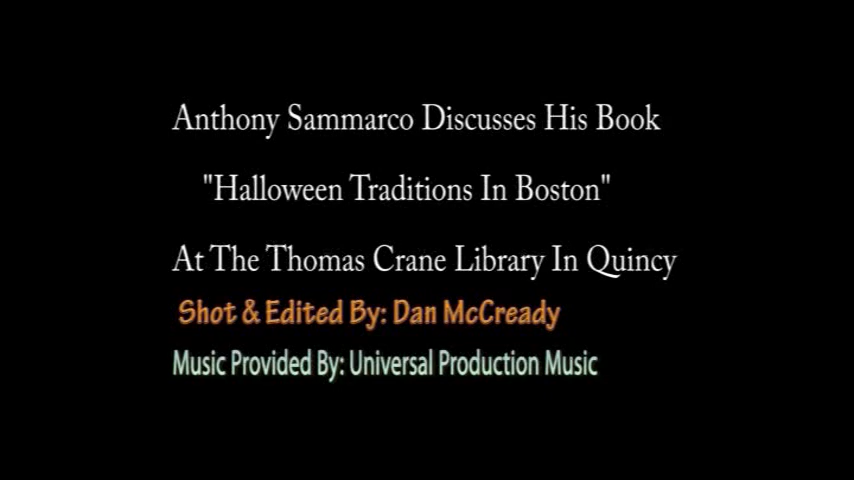 Anthony Sammarco Discusses His Book
"Halloween Traditions In Boston"
At The Thomas Crane Library In Quincy
Shot & Edited By: Dan McCready
Music Provided By: Universal Production Music